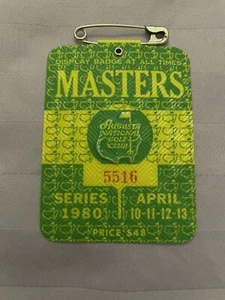 DISPLAY BADGE AT ALL TIMES
MASTERS
AUGUSTA
NATIONAL
GOLF
CLUB
5516
SERIES APRIL
1980 10-11-12-13
PRICE $48